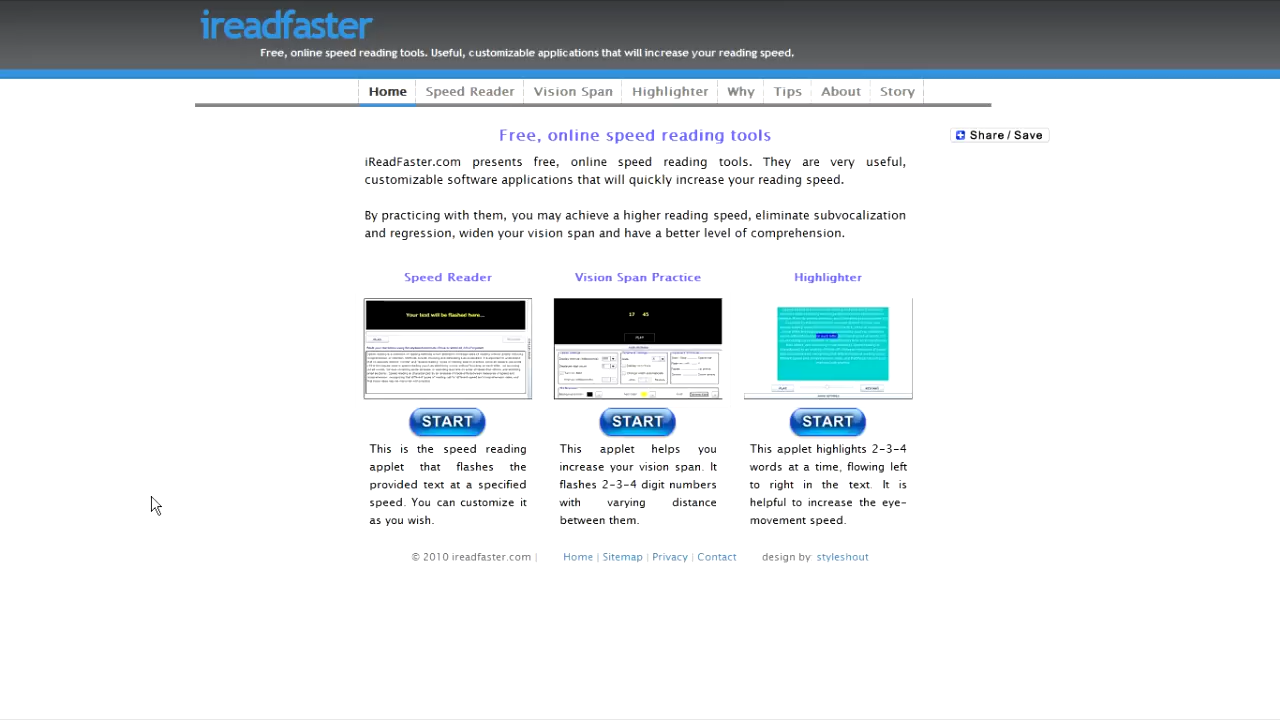 ireadfaster
Free, online speed reading tools. Useful, customizable applications that will increase your reading speed.
Home Speed Reader Vision Span Highlighter Why Tips About Story
Free, online speed reading tools
Share / Save
iReadFaster.com presents free, online speed reading tools. They are very useful,
customizable software applications that will quickly increase your reading speed.
By practicing with them, you may achieve a higher reading speed, eliminate subvocalization
and regression, widen your vision span and have a better level of comprehension.
Speed Reader
Your text will be flashed here...
START
This is the speed reading
applet that flashes the
provided text at a specified
speed. You can customize it
as you wish.
Vision Span Practice
17 45
PLAY
START
This applet helps you
increase your vision span. It
flashes 2-3-4 digit numbers
with varying distance
between them.
Highlighter
START
This applet highlights 2-3-4
words at a time, flowing left
to right in the text. It is
helpful to increase the eye-
movement speed.
© 2010 ireadfaster.com | Home | Sitemap | Privacy | Contact design by: styleshout